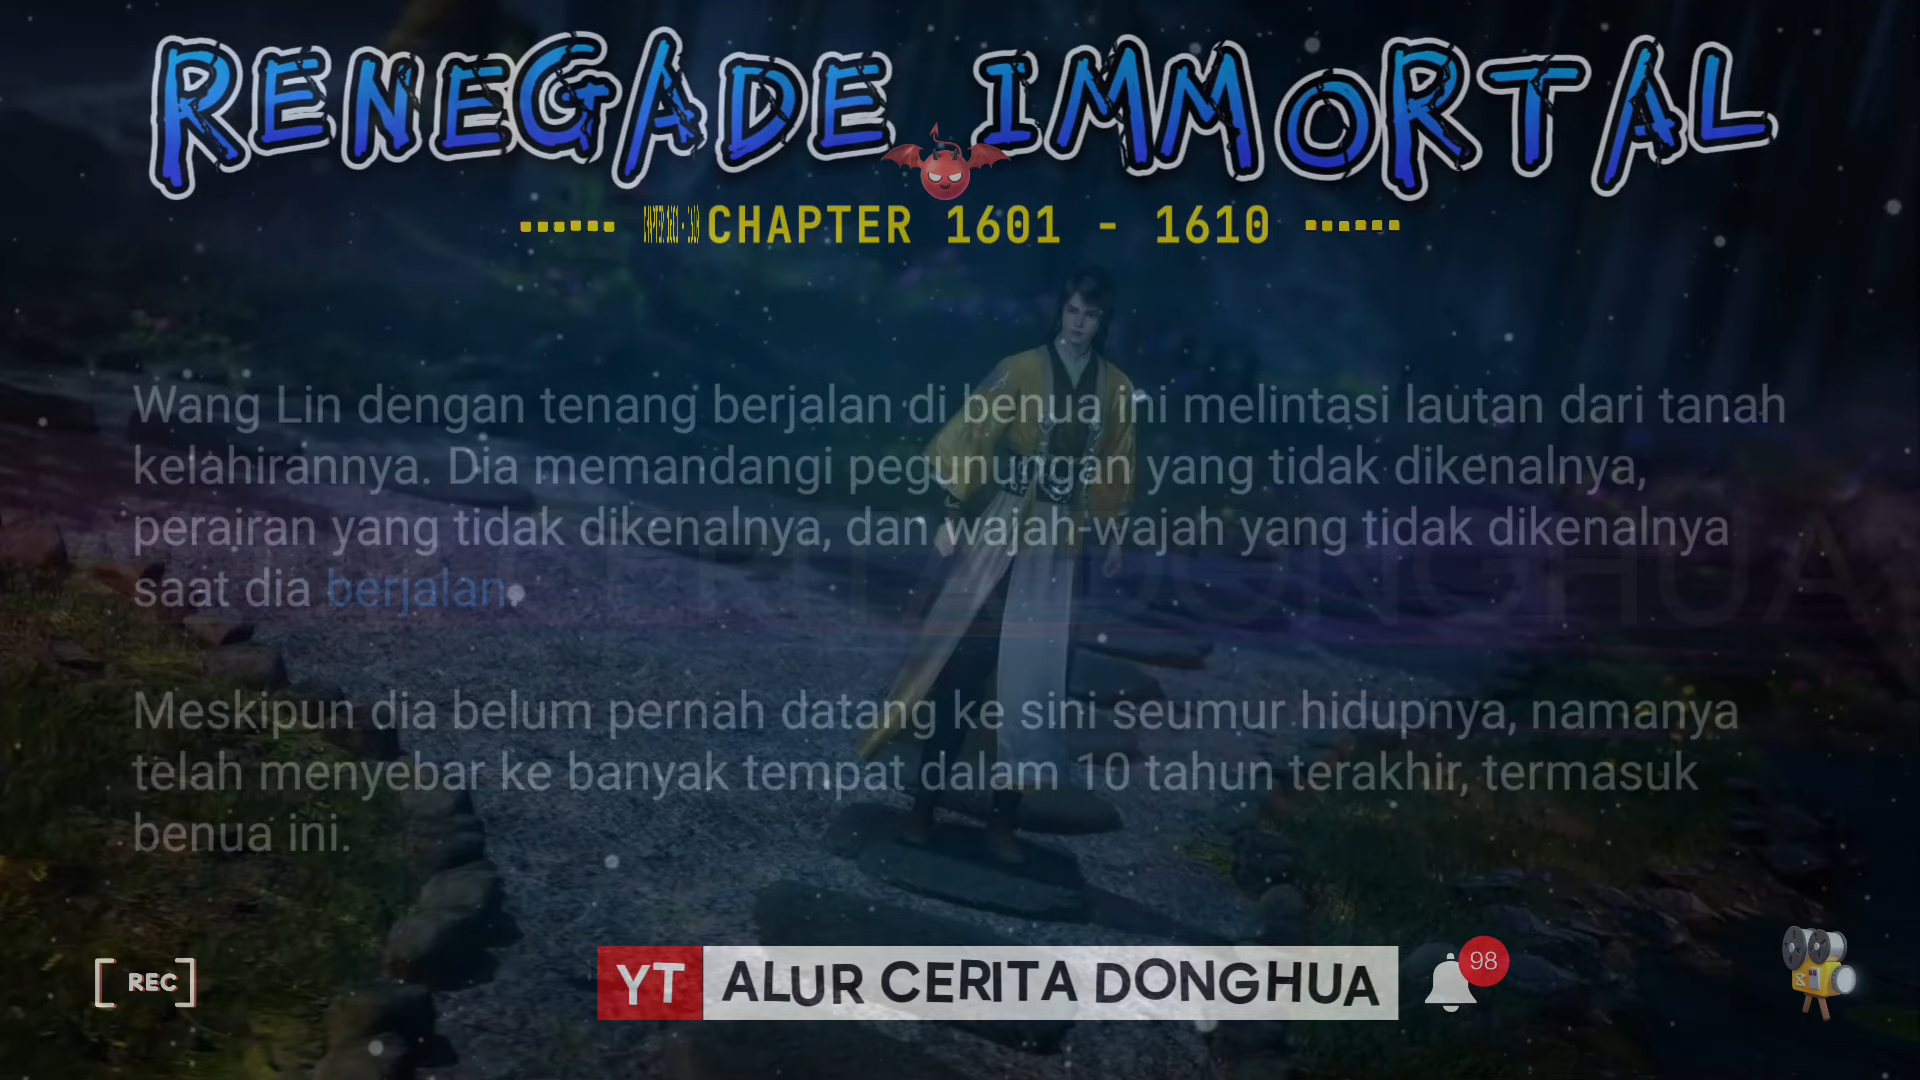 RENEGADE IMMORTAL
CHAPTER 1601 - 1610
Wang Lin dengan tenang berjalan di benua ini melintasi lautan dari tanah
kelahirannya. Dia memandangi pegunungan yang tidak dikenalnya,
perairan yang tidak dikenalnya, dan wajah-wajah yang tidak dikenalnya
saat dia berjalan.
Meskipun dia belum pernah datang ke sini seumur hidupnya, namanya
telah menyebar ke banyak tempat dalam 10 tahun terakhir, termasuk
benua ini.
[REC]
YT ALUR CERITA DONGHUA
98